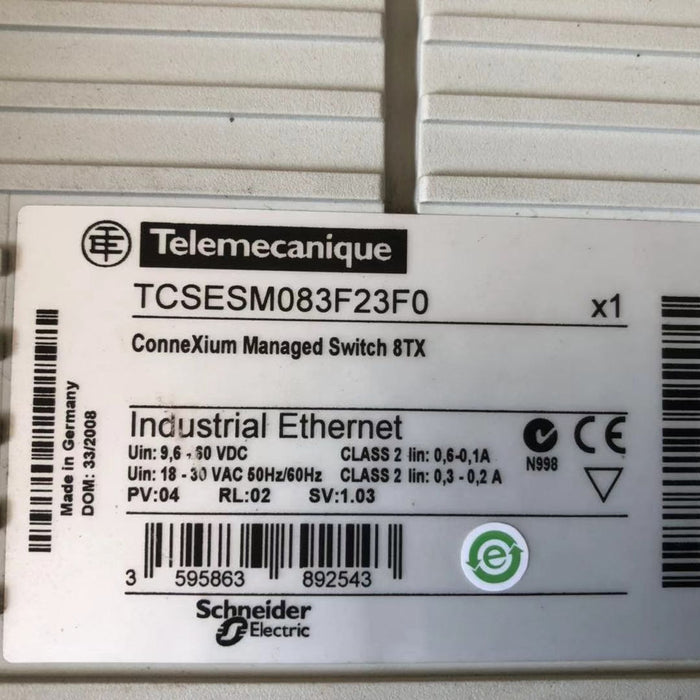 Telemecanique
TCSESM083F23F0 x1
ConneXium Managed Switch 8TX
Industrial Ethernet
Uin: 9,6 - 60 VDC CLASS 2 Iin: 0,6-0,1A
Uin: 18 - 30 VAC 50Hz/60Hz CLASS 2 Iin: 0,3 - 0,2 A
PV:04 RL:02 SV:1.03
N998
CE
Made in Germany
DOM: 33/2008
3 595863 892543
e
Schneider
Electric